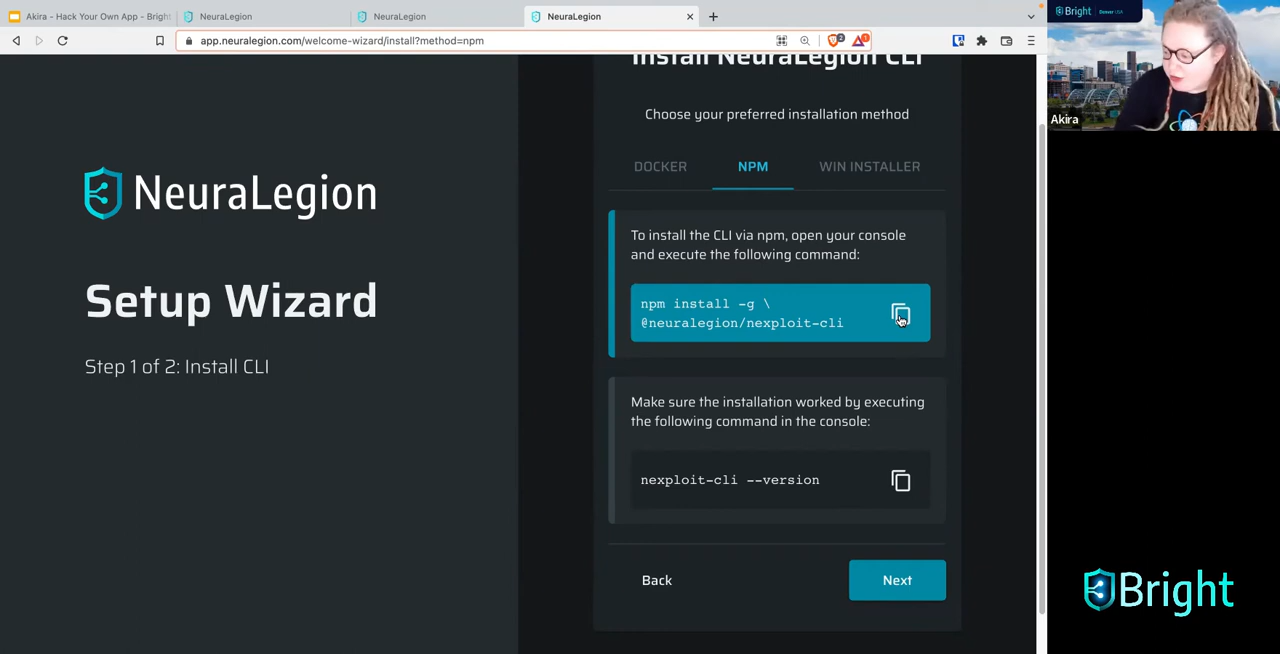 Akira - Hack Your Own App - Bright
NeuraLegion
NeuraLegion
NeuraLegion
app.neuralegion.com/welcome-wizard/install?method=npm
Bright
Akira
NeuraLegion
Setup Wizard
Step 1 of 2: Install CLI
Install NeuraLegion CLI
Choose your preferred installation method
DOCKER
NPM
WIN INSTALLER
To install the CLI via npm, open your console
and execute the following command:
npm install -g \
@neuralegion/nexploit-cli
Make sure the installation worked by executing
the following command in the console:
nexploit-cli --version
Back
Next
Bright